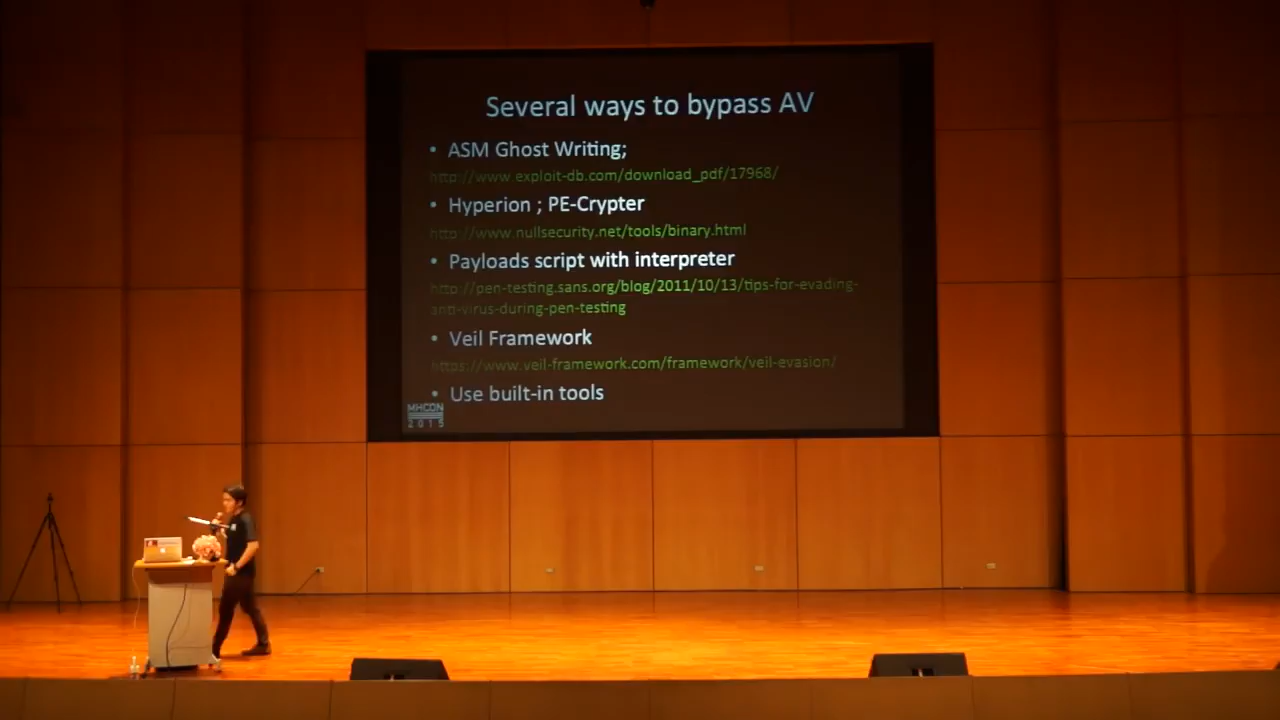 Several ways to bypass AV
• ASM Ghost Writing;
http://www.exploit-db.com/download_pdf/17968/
• Hyperion ; PE-Crypter
http://www.nullsecurity.net/tools/binary.html
• Payloads script with interpreter
http://pen-testing.sans.org/blog/2011/10/13/tips-for-evading-
anti-virus-during-pen-testing
• Veil Framework
https://www.veil-framework.com/framework/veil-evasion/
• Use built-in tools
MHCON
2015